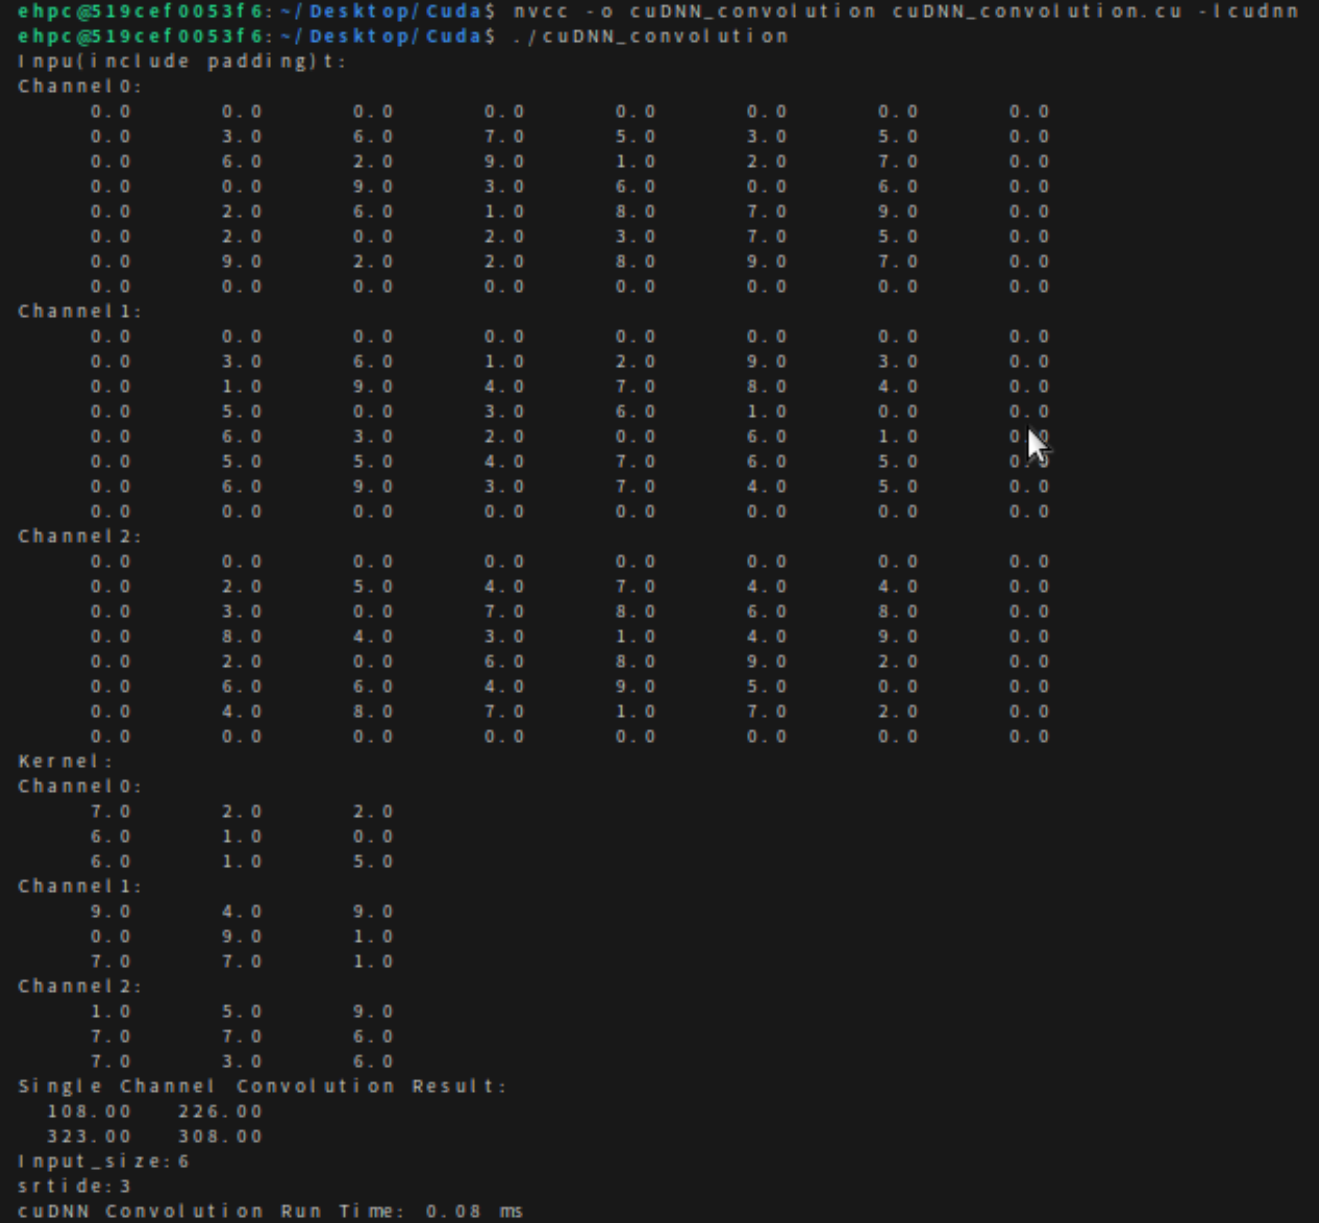 ehpc@519cef0053f6:~/Desktop/Cuda$ nvcc -o cuDNN_convolution cuDNN_convolution.cu -lcudnn
ehpc@519cef0053f6:~/Desktop/Cuda$ ./cuDNN_convolution
Inpu(include padding)t:
Channel0:
0.0 0.0 0.0 0.0 0.0 0.0 0.0 0.0
0.0 3.0 6.0 7.0 5.0 3.0 5.0 0.0
0.0 6.0 2.0 9.0 1.0 2.0 7.0 0.0
0.0 0.0 9.0 3.0 6.0 0.0 6.0 0.0
0.0 2.0 6.0 1.0 8.0 7.0 9.0 0.0
0.0 2.0 0.0 2.0 3.0 7.0 5.0 0.0
0.0 9.0 2.0 2.0 8.0 9.0 7.0 0.0
0.0 0.0 0.0 0.0 0.0 0.0 0.0 0.0
Channel1:
0.0 0.0 0.0 0.0 0.0 0.0 0.0 0.0
0.0 3.0 6.0 1.0 2.0 9.0 3.0 0.0
0.0 1.0 9.0 4.0 7.0 8.0 4.0 0.0
0.0 5.0 0.0 3.0 6.0 1.0 0.0 0.0
0.0 6.0 3.0 2.0 0.0 6.0 1.0 0.0
0.0 5.0 5.0 4.0 7.0 6.0 5.0 0.0
0.0 6.0 9.0 3.0 7.0 4.0 5.0 0.0
0.0 0.0 0.0 0.0 0.0 0.0 0.0 0.0
Channel2:
0.0 0.0 0.0 0.0 0.0 0.0 0.0 0.0
0.0 2.0 5.0 4.0 7.0 4.0 4.0 0.0
0.0 3.0 0.0 7.0 8.0 6.0 8.0 0.0
0.0 8.0 4.0 3.0 1.0 4.0 9.0 0.0
0.0 2.0 0.0 6.0 8.0 9.0 2.0 0.0
0.0 6.0 6.0 4.0 9.0 5.0 0.0 0.0
0.0 4.0 8.0 7.0 1.0 7.0 2.0 0.0
0.0 0.0 0.0 0.0 0.0 0.0 0.0 0.0
Kernel:
Channel0:
7.0 2.0 2.0
6.0 1.0 0.0
6.0 1.0 5.0
Channel1:
9.0 4.0 9.0
0.0 9.0 1.0
7.0 7.0 1.0
Channel2:
1.0 5.0 9.0
7.0 7.0 6.0
7.0 3.0 6.0
Single Channel Convolution Result:
108.00 226.00
323.00 308.00
Input_size:6
srtide:3
cuDNN Convolution Run Time: 0.08 ms